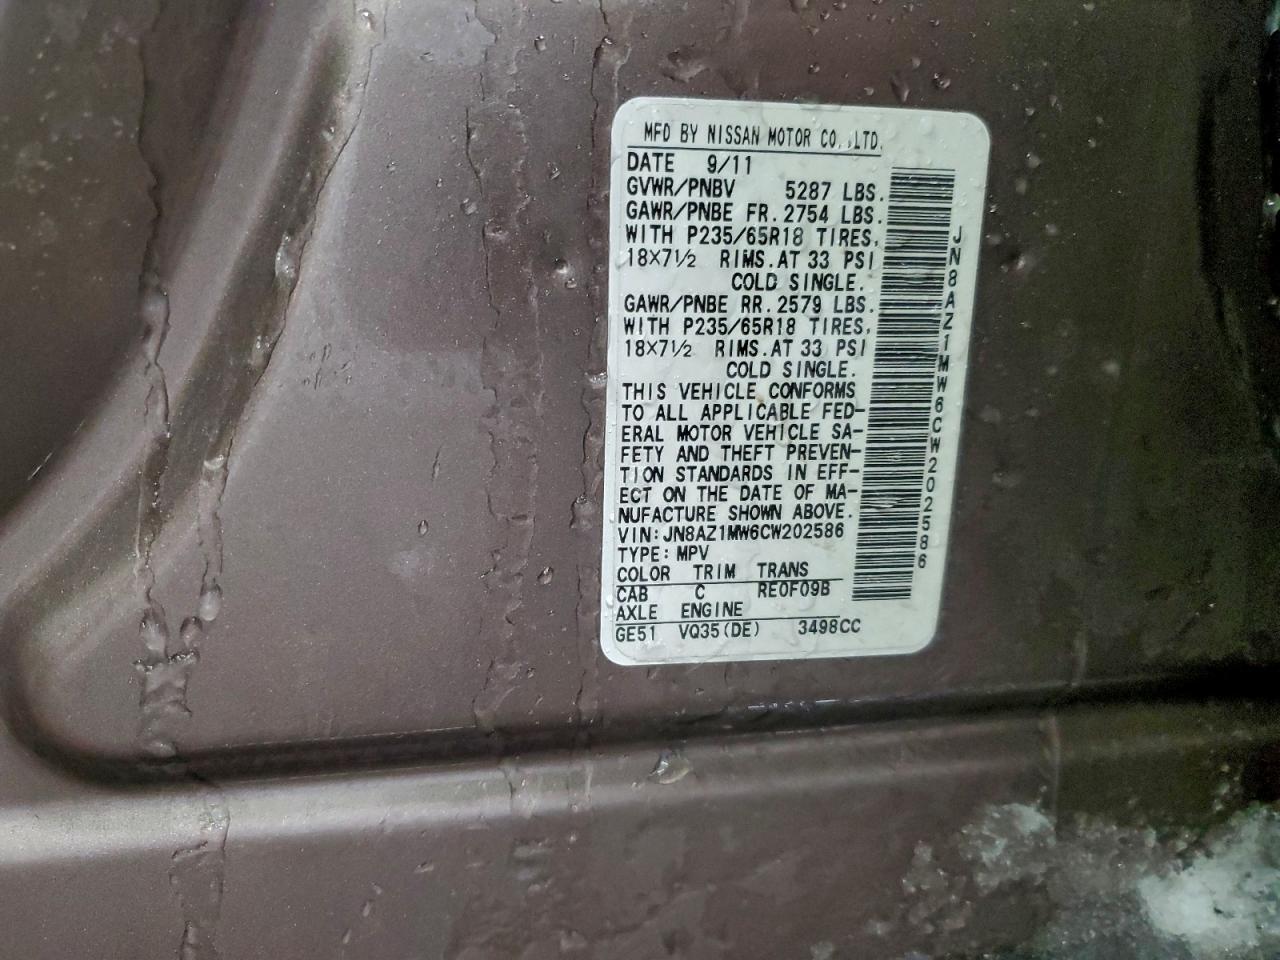 MFD BY NISSAN MOTOR CO.,LTD.
DATE 9/11
GVWR/PNBV 5287 LBS.
GAWR/PNBE FR. 2754 LBS.
WITH P235/65R18 TIRES,
18×7½ RIMS.AT 33 PSI
COLD SINGLE.
GAWR/PNBE RR. 2579 LBS.
WITH P235/65R18 TIRES,
18×7½ RIMS.AT 33 PSI
COLD SINGLE.
THIS VEHICLE CONFORMS
TO ALL APPLICABLE FED-
ERAL MOTOR VEHICLE SA-
FETY AND THEFT PREVEN-
TION STANDARDS IN EFF-
ECT ON THE DATE OF MA-
NUFACTURE SHOWN ABOVE.
VIN:JN8AZ1MW6CW202586
TYPE:MPV
COLOR TRIM TRANS
CAB C RE0F09B
AXLE ENGINE
GE51 VQ35(DE) 3498CC
JN8AZ1MW6CW202586